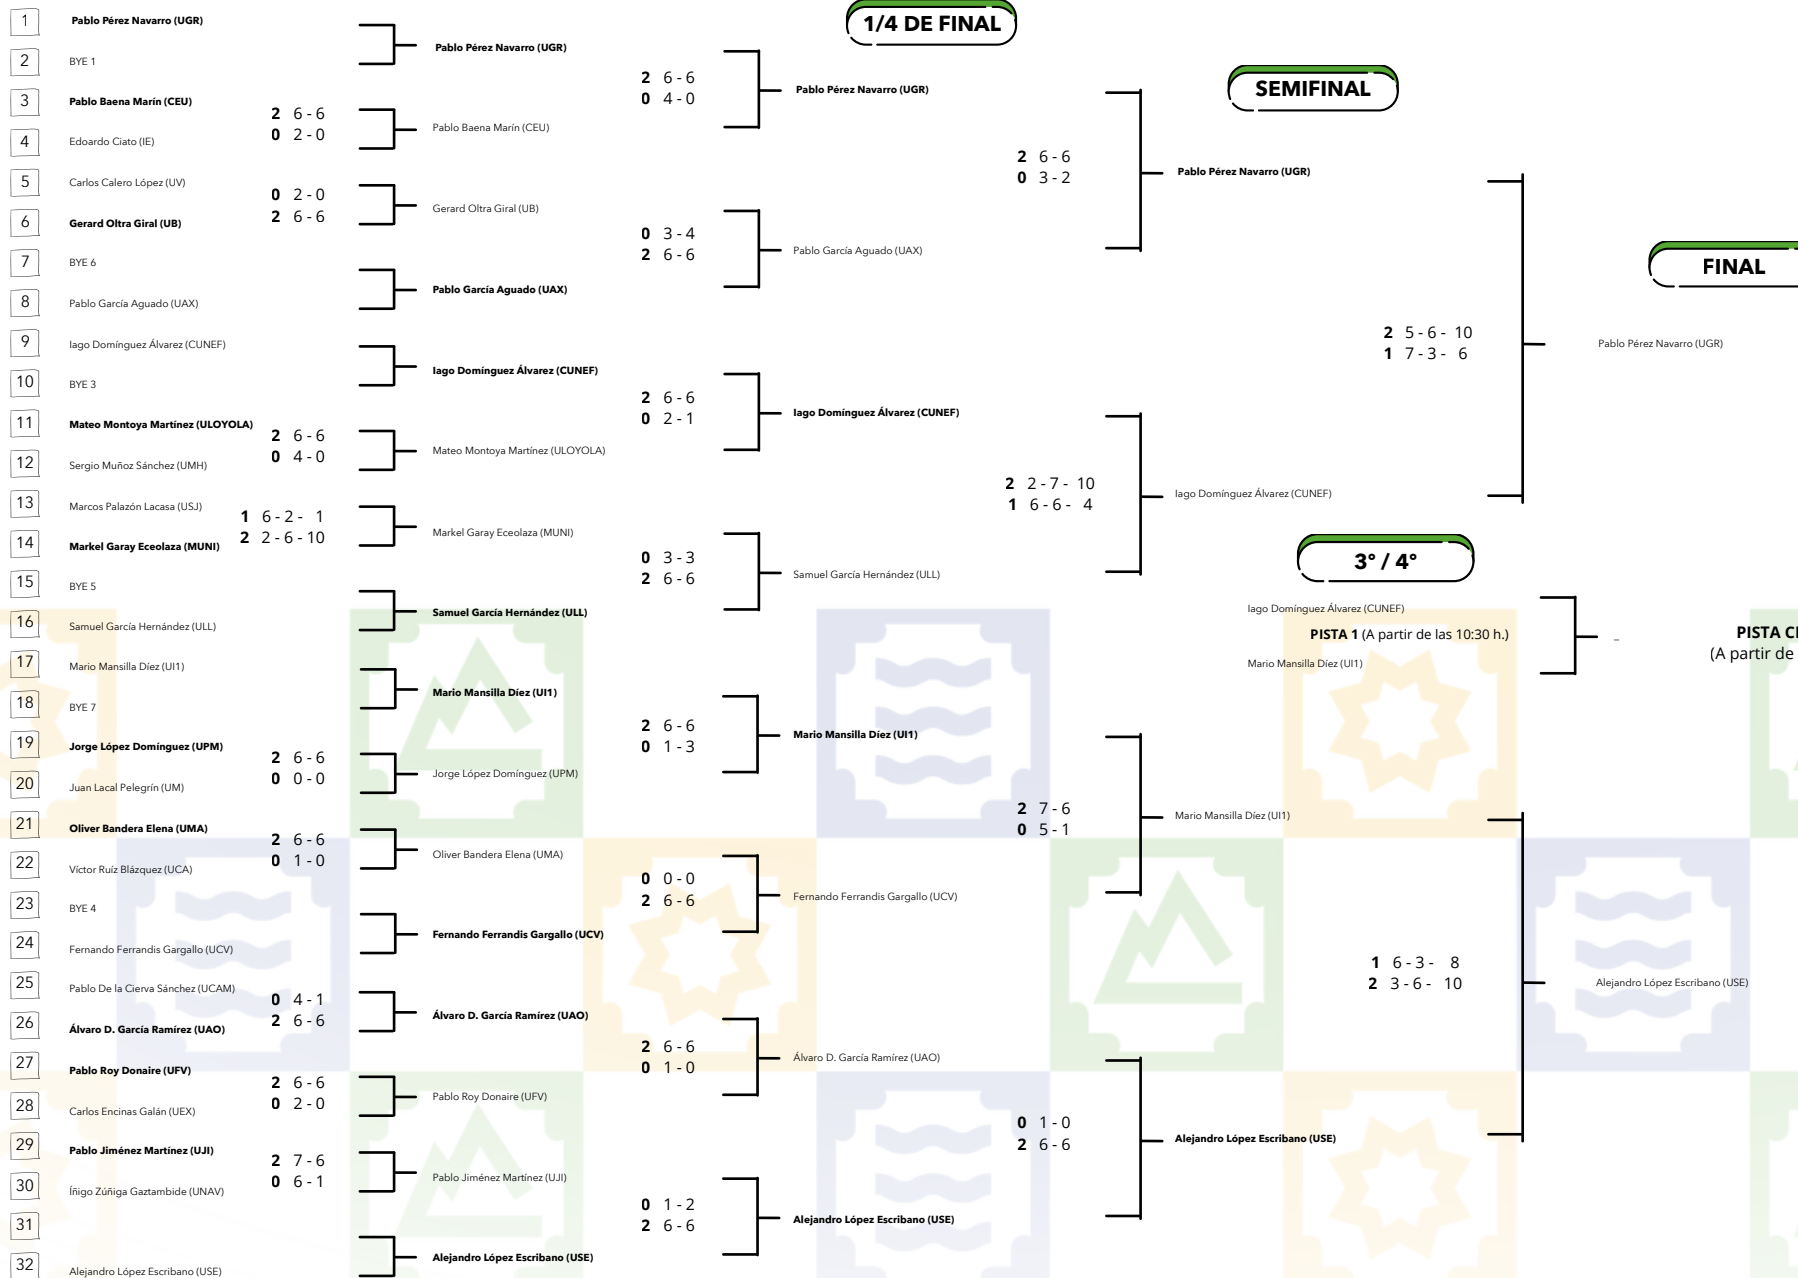 1/4 DE FINAL
SEMIFINAL
FINAL
3° / 4°
1 Pablo Pérez Navarro (UGR)
2 BYE 1
3 Pablo Baena Marín (CEU)
2 6 - 6
0 2 - 0
4 Edoardo Ciato (IE)
5 Carlos Calero López (UV)
0 2 - 0
2 6 - 6
6 Gerard Oltra Giral (UB)
7 BYE 6
8 Pablo García Aguado (UAX)
9 Iago Domínguez Álvarez (CUNEF)
10 BYE 3
11 Mateo Montoya Martínez (ULOYOLA)
2 6 - 6
0 4 - 0
12 Sergio Muñoz Sánchez (UMH)
13 Marcos Palazón Lacasa (USJ)
1 6 - 2 - 1
2 2 - 6 - 10
14 Markel Garay Eceolaza (MUNI)
15 BYE 5
16 Samuel García Hernández (ULL)
17 Mario Mansilla Díez (UI1)
18 BYE 7
19 Jorge López Domínguez (UPM)
2 6 - 6
0 0 - 0
20 Juan Lacal Pelegrín (UM)
21 Oliver Bandera Elena (UMA)
2 6 - 6
0 1 - 0
22 Víctor Ruíz Blázquez (UCA)
23 BYE 4
24 Fernando Ferrandis Gargallo (UCV)
25 Pablo De la Cierva Sánchez (UCAM)
0 4 - 1
2 6 - 6
26 Álvaro D. García Ramírez (UAO)
27 Pablo Roy Donaire (UFV)
2 6 - 6
0 2 - 0
28 Carlos Encinas Galán (UEX)
29 Pablo Jiménez Martínez (UJI)
2 7 - 6
0 6 - 1
30 Íñigo Zúñiga Gaztambide (UNAV)
31
32 Alejandro López Escribano (USE)
Pablo Pérez Navarro (UGR)
2 6 - 6
0 4 - 0
Pablo Baena Marín (CEU)
Gerard Oltra Giral (UB)
0 3 - 4
2 6 - 6
Pablo García Aguado (UAX)
Iago Domínguez Álvarez (CUNEF)
2 6 - 6
0 2 - 1
Mateo Montoya Martínez (ULOYOLA)
Markel Garay Eceolaza (MUNI)
0 3 - 3
2 6 - 6
Samuel García Hernández (ULL)
Mario Mansilla Díez (UI1)
2 6 - 6
0 1 - 3
Jorge López Domínguez (UPM)
Oliver Bandera Elena (UMA)
0 0 - 0
2 6 - 6
Fernando Ferrandis Gargallo (UCV)
Álvaro D. García Ramírez (UAO)
2 6 - 6
0 1 - 0
Pablo Roy Donaire (UFV)
Pablo Jiménez Martínez (UJI)
0 1 - 2
2 6 - 6
Alejandro López Escribano (USE)
Pablo Pérez Navarro (UGR)
2 6 - 6
0 3 - 2
Pablo García Aguado (UAX)
Iago Domínguez Álvarez (CUNEF)
2 2 - 7 - 10
1 6 - 6 - 4
Samuel García Hernández (ULL)
Mario Mansilla Díez (UI1)
2 7 - 6
0 5 - 1
Fernando Ferrandis Gargallo (UCV)
Álvaro D. García Ramírez (UAO)
0 1 - 0
2 6 - 6
Alejandro López Escribano (USE)
Pablo Pérez Navarro (UGR)
2 5 - 6 - 10
1 7 - 3 - 6
Iago Domínguez Álvarez (CUNEF)
Mario Mansilla Díez (UI1)
1 6 - 3 - 8
2 3 - 6 - 10
Alejandro López Escribano (USE)
Pablo Pérez Navarro (UGR)
Alejandro López Escribano (USE)
Iago Domínguez Álvarez (CUNEF)
PISTA 1 (A partir de las 10:30 h.)
Mario Mansilla Díez (UI1)
_
PISTA
(A partir de